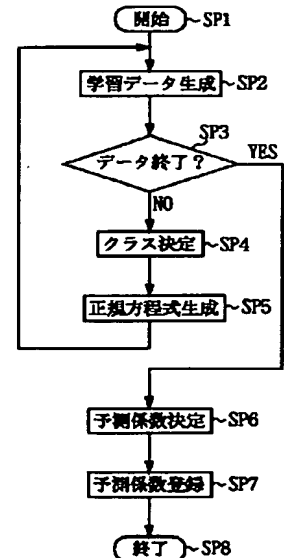 開始 ~SP1
学習データ生成 ~SP2
SP3
データ終了？ YES
NO
クラス決定 ~SP4
正規方程式生成 ~SP5
予測係数決定 ~SP6
予測係数登録 ~SP7
終了 ~SP8